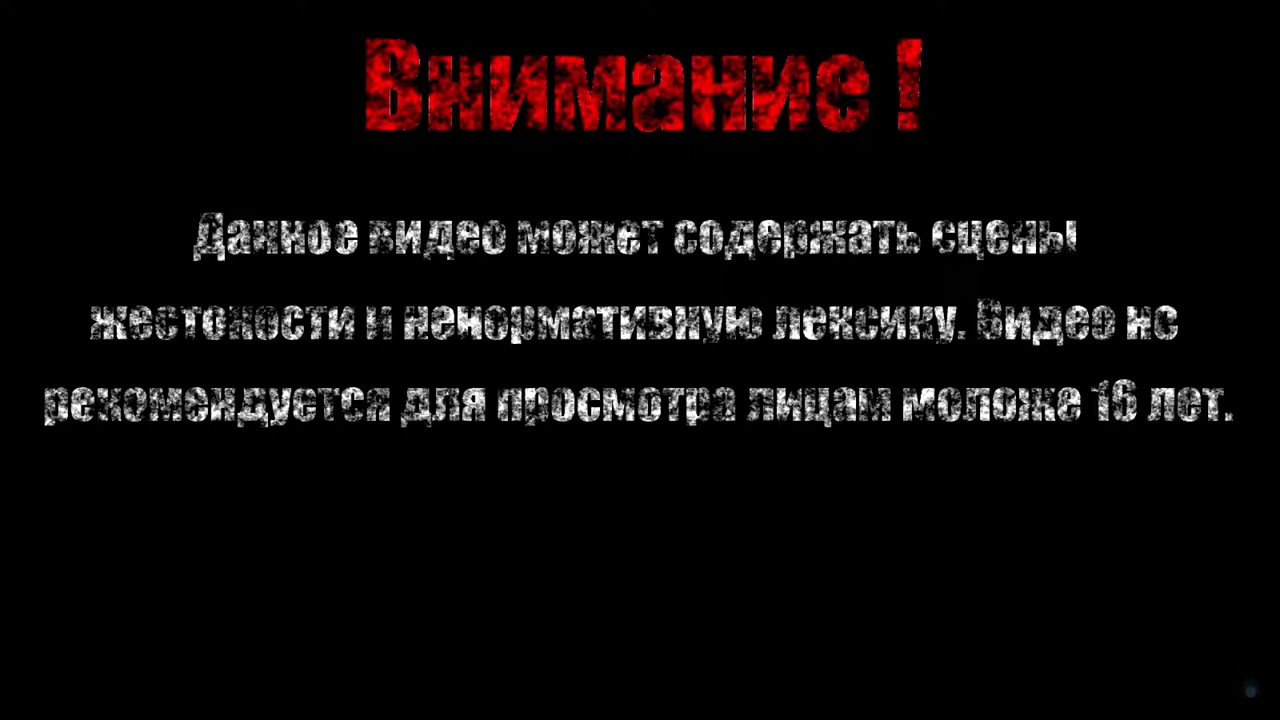 Внимание !
Данное видео может содержать сцены
жестокости и ненормативную лексику. Видео не
рекомендуется для просмотра лицам моложе 16 лет.